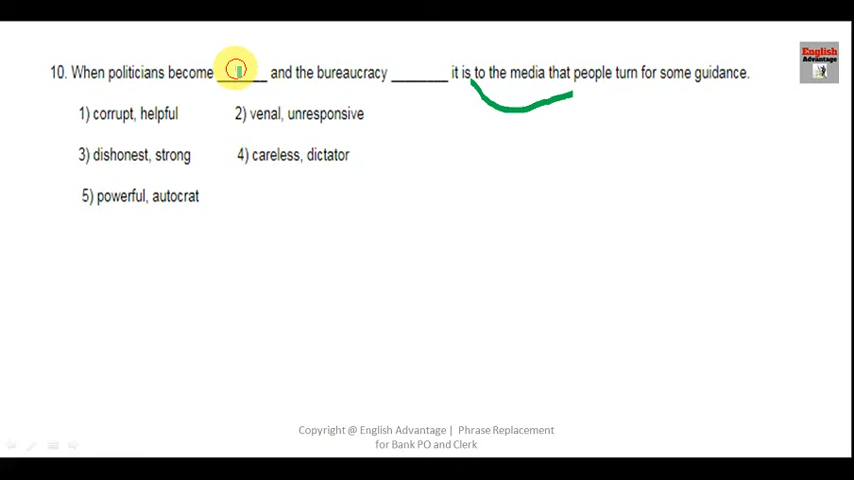 English
Advantage
10. When politicians become ______ and the bureaucracy ________ it is to the media that people turn for some guidance.
1) corrupt, helpful 2) venal, unresponsive
3) dishonest, strong 4) careless, dictator
5) powerful, autocrat
Copyright @ English Advantage | Phrase Replacement
for Bank PO and Clerk